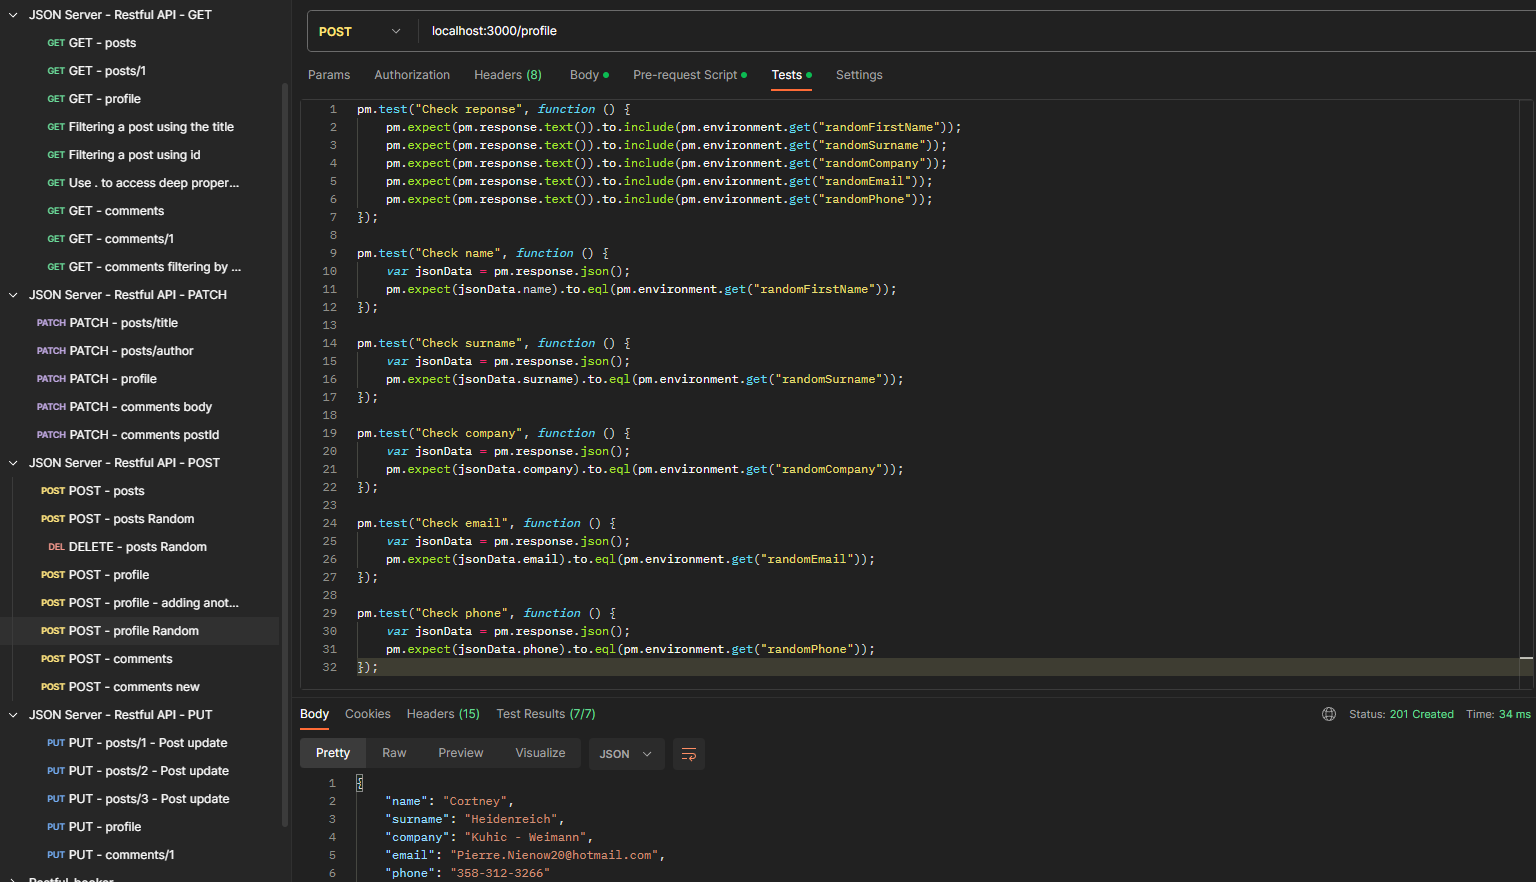 JSON Server - Restful API - GET
GET GET - posts
GET GET - posts/1
GET GET - profile
GET Filtering a post using the title
GET Filtering a post using id
GET Use . to access deep proper...
GET GET - comments
GET GET - comments/1
GET GET - comments filtering by ...
JSON Server - Restful API - PATCH
PATCH PATCH - posts/title
PATCH PATCH - posts/author
PATCH PATCH - profile
PATCH PATCH - comments body
PATCH PATCH - comments postId
JSON Server - Restful API - POST
POST POST - posts
POST POST - posts Random
DEL DELETE - posts Random
POST POST - profile
POST POST - profile - adding anot...
POST POST - profile Random
POST POST - comments
POST POST - comments new
JSON Server - Restful API - PUT
PUT PUT - posts/1 - Post update
PUT PUT - posts/2 - Post update
PUT PUT - posts/3 - Post update
PUT PUT - profile
PUT PUT - comments/1
Restful-booker
POST localhost:3000/profile
Params Authorization Headers (8) Body Pre-request Script Tests Settings
1 pm.test("Check reponse", function () {
2 pm.expect(pm.response.text()).to.include(pm.environment.get("randomFirstName"));
3 pm.expect(pm.response.text()).to.include(pm.environment.get("randomSurname"));
4 pm.expect(pm.response.text()).to.include(pm.environment.get("randomCompany"));
5 pm.expect(pm.response.text()).to.include(pm.environment.get("randomEmail"));
6 pm.expect(pm.response.text()).to.include(pm.environment.get("randomPhone"));
7 });
8
9 pm.test("Check name", function () {
10 var jsonData = pm.response.json();
11 pm.expect(jsonData.name).to.eql(pm.environment.get("randomFirstName"));
12 });
13
14 pm.test("Check surname", function () {
15 var jsonData = pm.response.json();
16 pm.expect(jsonData.surname).to.eql(pm.environment.get("randomSurname"));
17 });
18
19 pm.test("Check company", function () {
20 var jsonData = pm.response.json();
21 pm.expect(jsonData.company).to.eql(pm.environment.get("randomCompany"));
22 });
23
24 pm.test("Check email", function () {
25 var jsonData = pm.response.json();
26 pm.expect(jsonData.email).to.eql(pm.environment.get("randomEmail"));
27 });
28
29 pm.test("Check phone", function () {
30 var jsonData = pm.response.json();
31 pm.expect(jsonData.phone).to.eql(pm.environment.get("randomPhone"));
32 });
Body Cookies Headers (15) Test Results (7/7) Status: 201 Created Time: 34 ms
Pretty Raw Preview Visualize JSON
1 {
2 "name": "Cortney",
3 "surname": "Heidenreich",
4 "company": "Kuhic - Weimann",
5 "email": "Pierre.Nienow20@hotmail.com",
6 "phone": "358-312-3266"